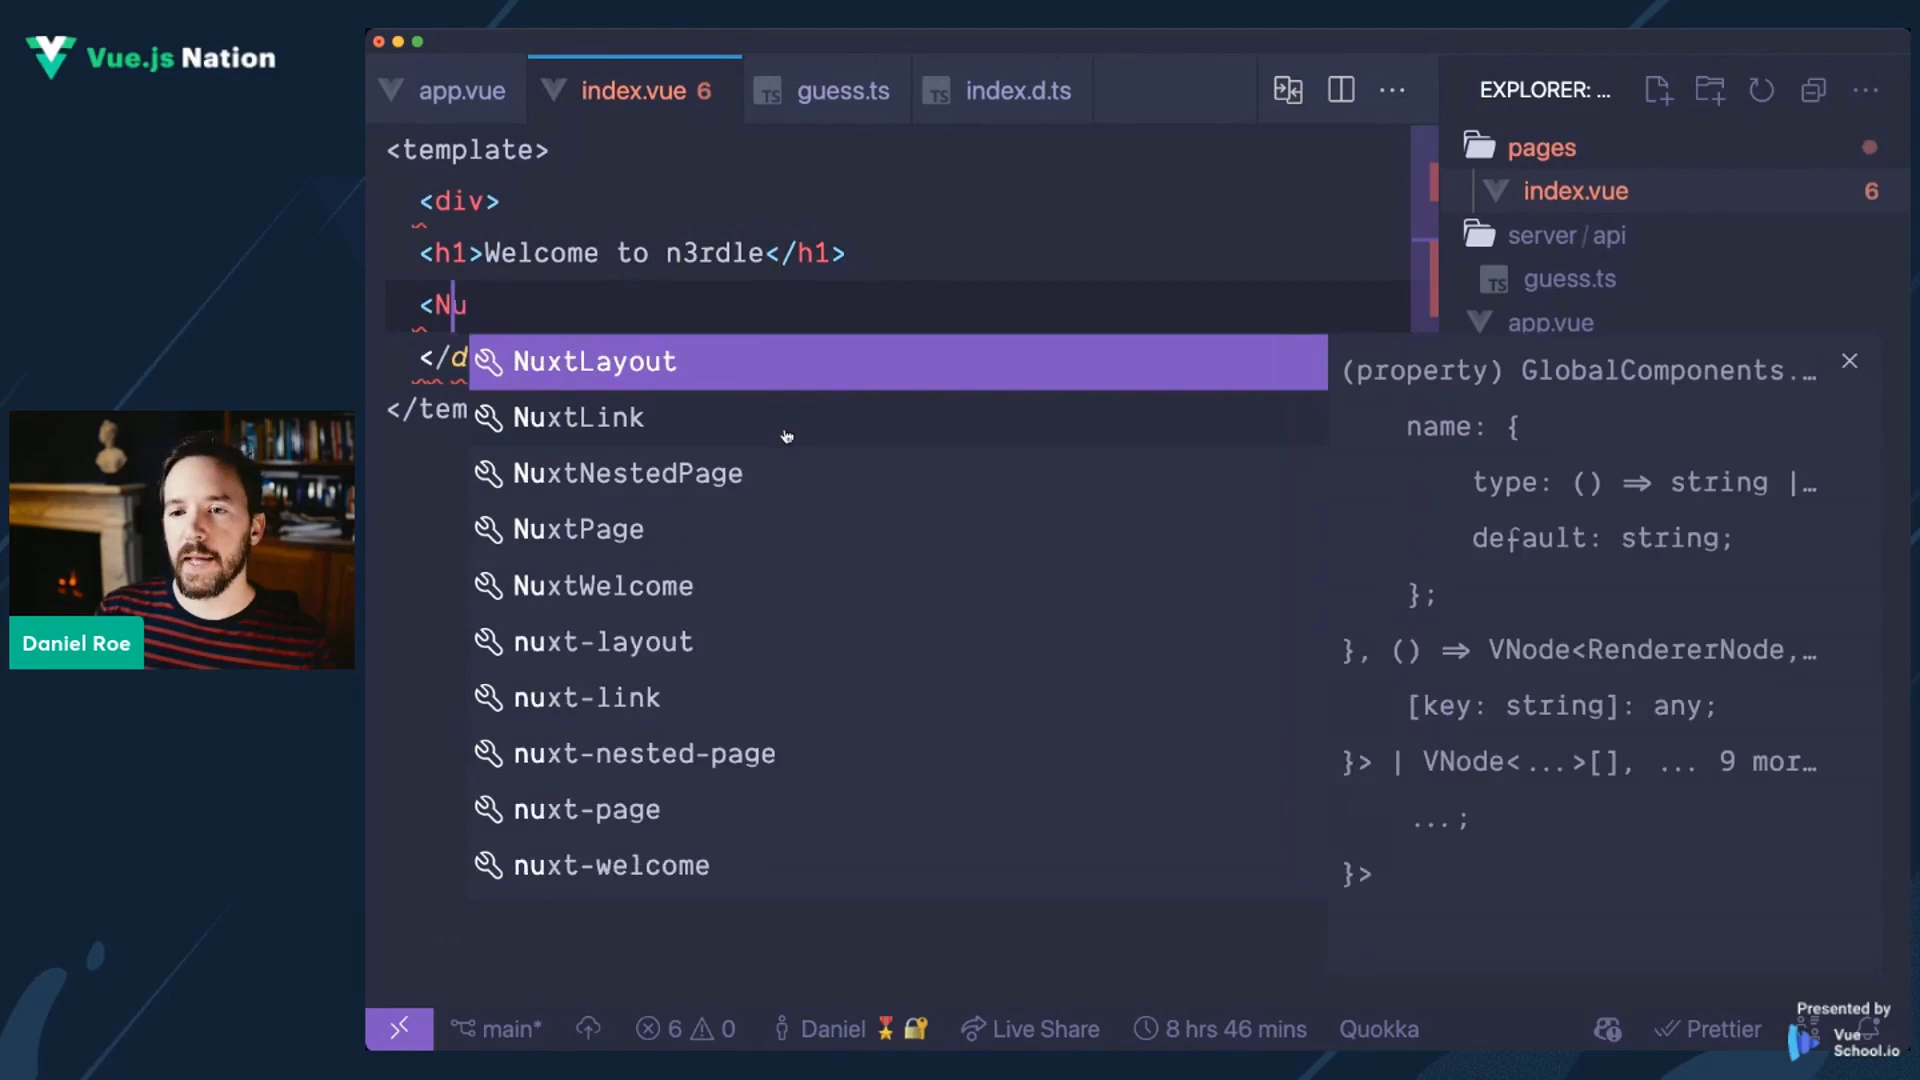 Vue.js Nation
app.vue
index.vue 6
TS guess.ts
TS index.d.ts
EXPLORER: ...
<template>
<div>
<h1>Welcome to n3rdle</h1>
<Nu
</d
</tem
NuxtLayout
NuxtLink
NuxtNestedPage
NuxtPage
NuxtWelcome
nuxt-layout
nuxt-link
nuxt-nested-page
nuxt-page
nuxt-welcome
pages
index.vue 6
server/api
TS guess.ts
app.vue
(property) GlobalComponents.…
name: {
type: () ⇒ string |…
default: string;
};
}, () ⇒ VNode<RendererNode,…
[key: string]: any;
}> | VNode<...>[], ... 9 mor…
...;
}>
Daniel Roe
main*
6 0
Daniel
Live Share
8 hrs 46 mins
Quokka
Prettier
Presented by
Vue
School.io